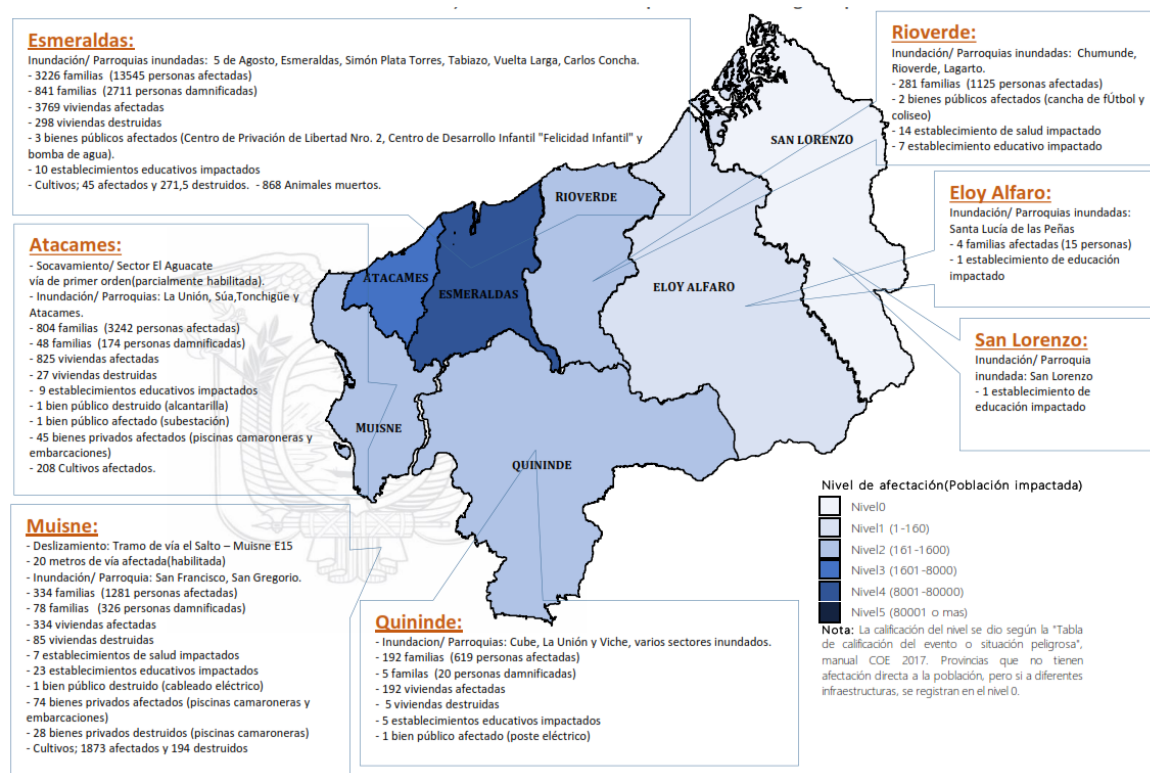 Esmeraldas:
Inundación/ Parroquias inundadas: 5 de Agosto, Esmeraldas, Simón Plata Torres, Tabiazo, Vuelta Larga, Carlos Concha.
- 3226 familias (13545 personas afectadas)
- 841 familias (2711 personas damnificadas)
- 3769 viviendas afectadas
- 298 viviendas destruidas
- 3 bienes públicos afectados (Centro de Privación de Libertad Nro. 2, Centro de Desarrollo Infantil "Felicidad Infantil" y
bomba de agua).
- 10 establecimientos educativos impactados
- Cultivos; 45 afectados y 271,5 destruidos. - 868 Animales muertos.
Rioverde:
Inundación/ Parroquias inundadas: Chumunde,
Rioverde, Lagarto.
- 281 familias (1125 personas afectadas)
- 2 bienes públicos afectados (cancha de fÚtbol y
coliseo)
- 14 establecimiento de salud impactado
- 7 establecimiento educativo impactado
Eloy Alfaro:
Inundación/ Parroquias inundadas:
Santa Lucía de las Peñas
- 4 familias afectadas (15 personas)
- 1 establecimiento de educación
impactado
San Lorenzo:
Inundación/ Parroquia
inundada: San Lorenzo
- 1 establecimiento de
educación impactado
Atacames:
- Socavamiento/ Sector El Aguacate
vía de primer orden(parcialmente habilitada).
- Inundación/ Parroquias: La Unión, Súa,Tonchigüe y
Atacames.
- 804 familias (3242 personas afectadas)
- 48 familias (174 personas damnificadas)
- 825 viviendas afectadas
- 27 viviendas destruidas
- 9 establecimientos educativos impactados
- 1 bien público destruido (alcantarilla)
- 1 bien público afectado (subestación)
- 45 bienes privados afectados (piscinas camaroneras y
embarcaciones)
- 208 Cultivos afectados.
Muisne:
- Deslizamiento: Tramo de vía el Salto – Muisne E15
- 20 metros de vía afectada(habilitada)
- Inundación/ Parroquia: San Francisco, San Gregorio.
- 334 familias (1281 personas afectadas)
- 78 familias (326 personas damnificadas)
- 334 viviendas afectadas
- 85 viviendas destruidas
- 7 establecimientos de salud impactados
- 23 establecimientos educativos impactados
- 1 bien público destruido (cableado eléctrico)
- 74 bienes privados afectados (piscinas camaroneras y
embarcaciones)
- 28 bienes privados destruidos (piscinas camaroneras)
- Cultivos; 1873 afectados y 194 destruidos
Quininde:
- Inundacion/ Parroquias: Cube, La Unión y Viche, varios sectores inundados.
- 192 familias (619 personas afectadas)
- 5 familas (20 personas damnificadas)
- 192 viviendas afectadas
- 5 viviendas destruidas
- 5 establecimientos educativos impactados
- 1 bien público afectado (poste eléctrico)
SAN LORENZO
RIOVERDE
ATACAMES
ESMERALDAS
ELOY ALFARO
MUISNE
QUININDE
Nivel de afectación(Población impactada)
Nivel0
Nivel1 (1-160)
Nivel2 (161-1600)
Nivel3 (1601-8000)
Nivel4 (8001-80000)
Nivel5 (80001 o mas)
Nota: La calificación del nivel se dio según la "Tabla
de calificación del evento o situación peligrosa",
manual COE 2017. Provincias que no tienen
afectación directa a la población, pero si a diferentes
infraestructuras, se registran en el nivel 0.